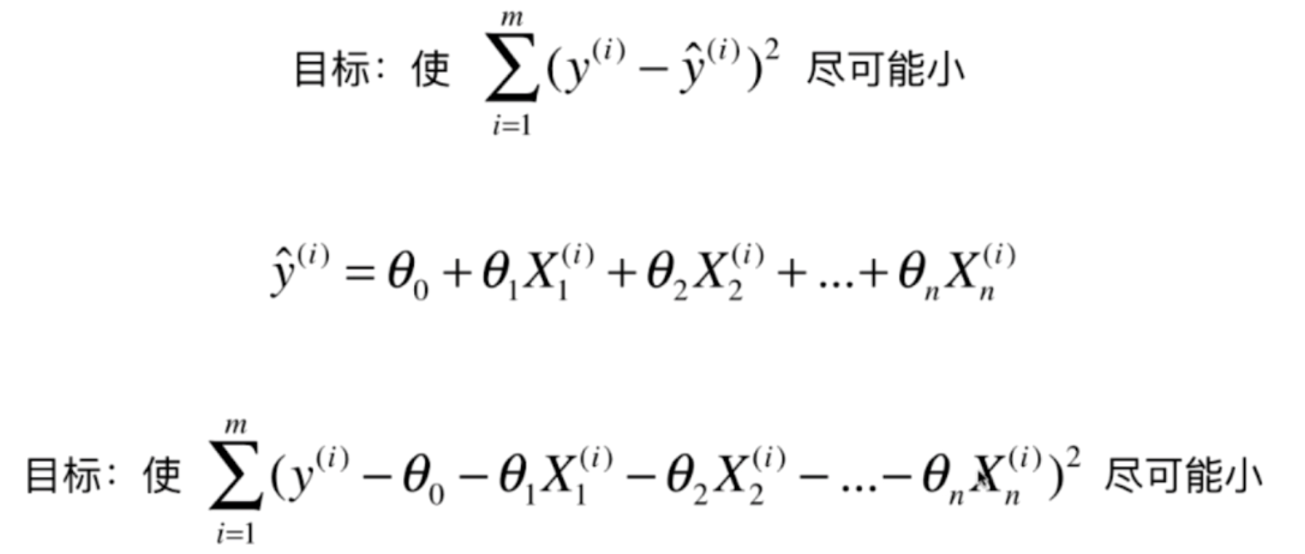 目标：使 $\sum_{i=1}^{m}(y^{(i)} - \hat{y}^{(i)})^2$ 尽可能小
$\hat{y}^{(i)} = \theta_0 + \theta_1 X_1^{(i)} + \theta_2 X_2^{(i)} + ... + \theta_n X_n^{(i)}$
目标：使 $\sum_{i=1}^{m}(y^{(i)} - \theta_0 - \theta_1 X_1^{(i)} - \theta_2 X_2^{(i)} - ... - \theta_n X_n^{(i)})^2$ 尽可能小